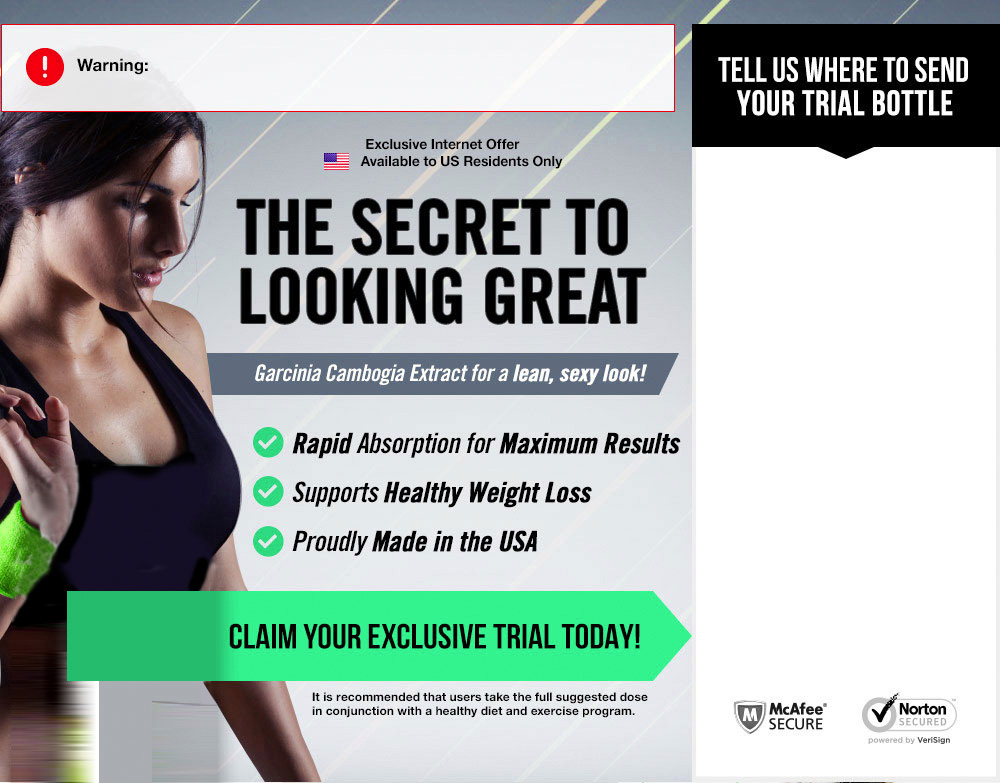 Warning:
TELL US WHERE TO SEND
YOUR TRIAL BOTTLE
Exclusive Internet Offer
Available to US Residents Only
THE SECRET TO
LOOKING GREAT
Garcinia Cambogia Extract for a lean, sexy look!
Rapid Absorption for Maximum Results
Supports Healthy Weight Loss
Proudly Made in the USA
CLAIM YOUR EXCLUSIVE TRIAL TODAY!
It is recommended that users take the full suggested dose
in conjunction with a healthy diet and exercise program.
McAfee®
SECURE
Norton™
SECURED
powered by VeriSign